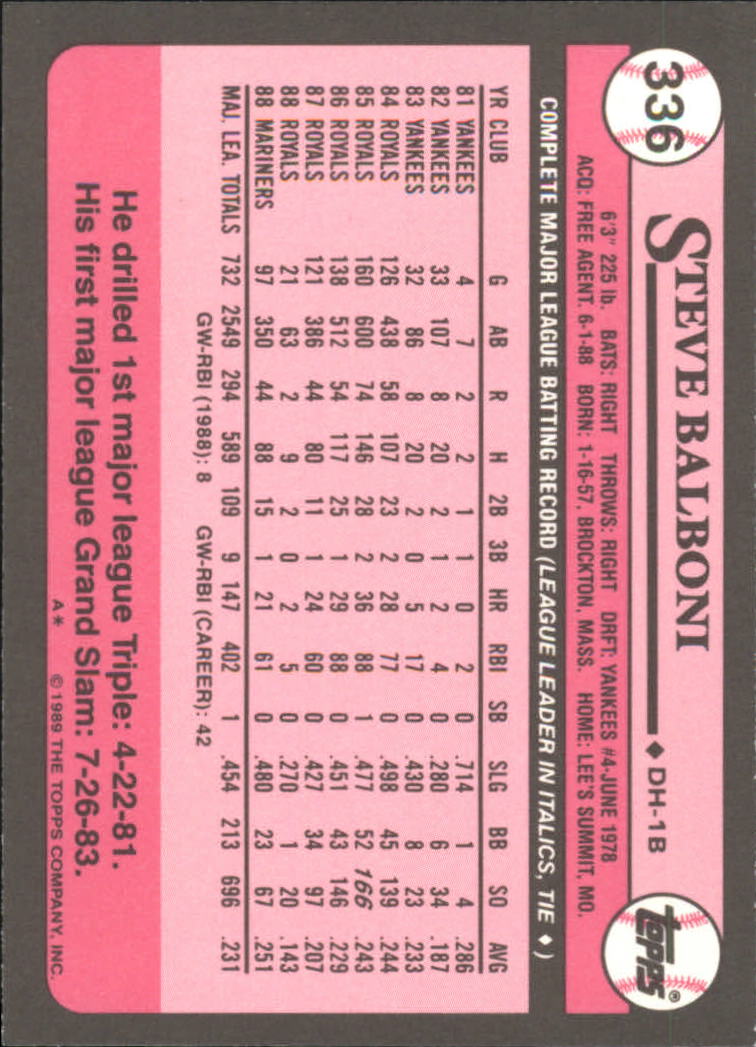 336
STEVE BALBONI ♦ DH-1B
topps®
6'3" 225 lb. BATS: RIGHT THROWS: RIGHT DRFT: YANKEES #4-JUNE 1978
ACQ: FREE AGENT, 6-1-88 BORN: 1-16-57, BROCKTON, MASS. HOME: LEE'S SUMMIT, MO.
COMPLETE MAJOR LEAGUE BATTING RECORD (LEAGUE LEADER IN ITALICS, TIE ♦)
YR CLUB G AB R H 2B 3B HR RBI SB SLG BB SO AVG
81 YANKEES 4 7 2 2 1 1 0 2 0 .714 1 4 .286
82 YANKEES 33 107 8 20 2 1 2 4 0 .280 6 34 .187
83 YANKEES 32 86 8 20 2 0 5 17 0 .430 8 23 .233
84 ROYALS 126 438 58 107 23 2 28 77 0 .498 45 139 .244
85 ROYALS 160 600 74 146 28 2 36 88 1 .477 52 166 .243
86 ROYALS 138 512 54 117 25 1 29 88 0 .451 43 146 .229
87 ROYALS 121 386 44 80 11 1 24 60 0 .427 34 97 .207
88 ROYALS 21 63 2 9 2 0 2 5 0 .270 1 20 .143
88 MARINERS 97 350 44 88 15 1 21 61 0 .480 23 67 .251
MAJ. LEA. TOTALS 732 2549 294 589 109 9 147 402 1 .454 213 696 .231
GW-RBI (1988): 8 GW-RBI (CAREER): 42
He drilled 1st major league Triple: 4-22-81.
His first major league Grand Slam: 7-26-83.
A* ©1989 THE TOPPS COMPANY, INC.